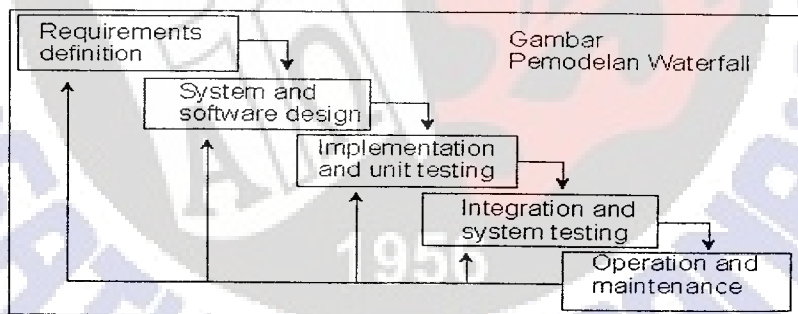 Requirements
definition
Gambar
Pemodelan Waterfall
System and
software design
Implementation
and unit testing
Integration and
system testing
Operation and
maintenance
1956